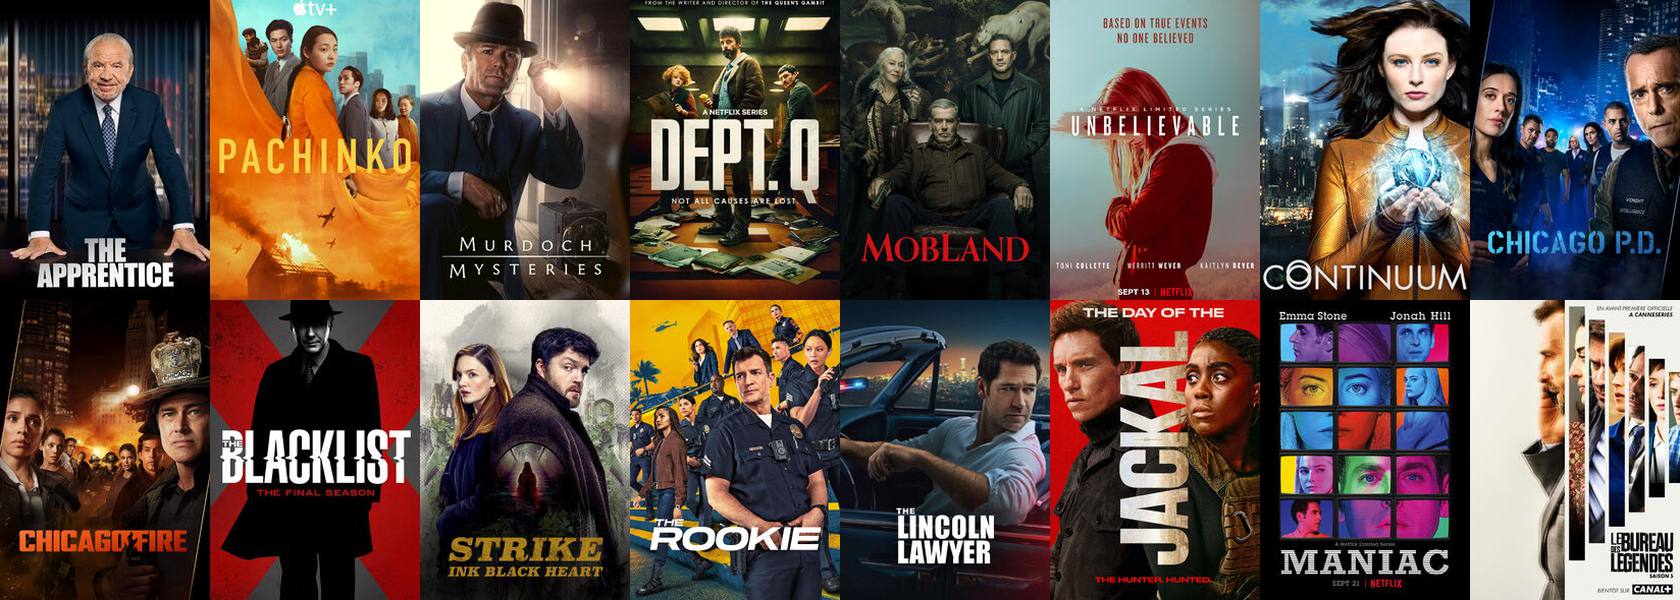 THE
APPRENTICE
tv+
PACHINKO
MURDOCH
MYSTERIES
FROM THE WRITER AND DIRECTOR OF THE QUEEN'S GAMBIT
A NETFLIX SERIES
DEPT. Q
NOT ALL CAUSES ARE LOST
MOBLAND
BASED ON TRUE EVENTS
NO ONE BELIEVED
A NETFLIX LIMITED SERIES
UNBELIEVABLE
TONI COLLETTE MERRITT WEVER KAITLYN DEVER
SEPT 13 | NETFLIX
CONTINUUM
VOIGHT
INTELLIGENCE
CHICAGO P.D.
CHICAGO
CHICAGO FIRE
THE
BLACKLIST
THE FINAL SEASON
STRIKE
INK BLACK HEART
THE
ROOKIE
THE
LINCOLN
LAWYER
THE DAY OF THE
JACKAL
THE HUNTER. HUNTED.
Emma Stone Jonah Hill
A Netflix Limited Series
MANIAC
SEPT 21 | NETFLIX
EN AVANT-PREMIÈRE OFFICIELLE
A CANNESERIES
LE BUREAU
DES LEGENDES
SAISON 5
BIENTÔT SUR CANAL+